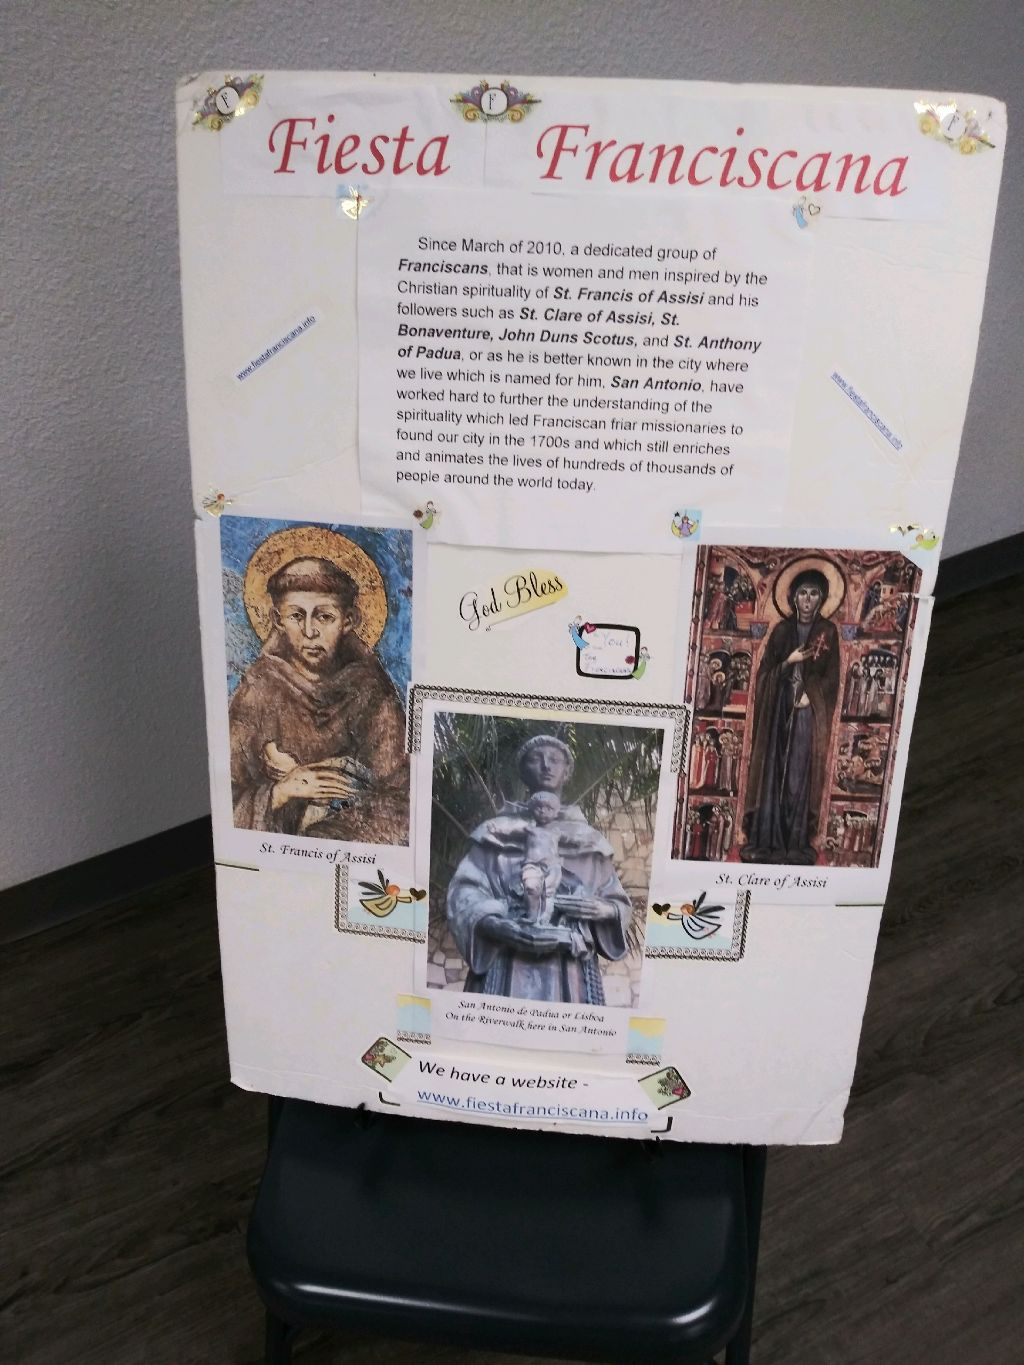 F F F
Fiesta Franciscana
Since March of 2010, a dedicated group of
Franciscans, that is women and men inspired by the
Christian spirituality of St. Francis of Assisi and his
followers such as St. Clare of Assisi, St.
Bonaventure, John Duns Scotus, and St. Anthony
of Padua, or as he is better known in the city where
we live which is named for him, San Antonio, have
worked hard to further the understanding of the
spirituality which led Franciscan friar missionaries to
found our city in the 1700s and which still enriches
and animates the lives of hundreds of thousands of
people around the world today.
www.fiestafranciscana.info
www.fiestafranciscana.info
God Bless
You!
The
St. Francis of Assisi
St. Clare of Assisi
San Antonio de Padua or Lisboa
On the Riverwalk here in San Antonio
We have a website -
www.fiestafranciscana.info